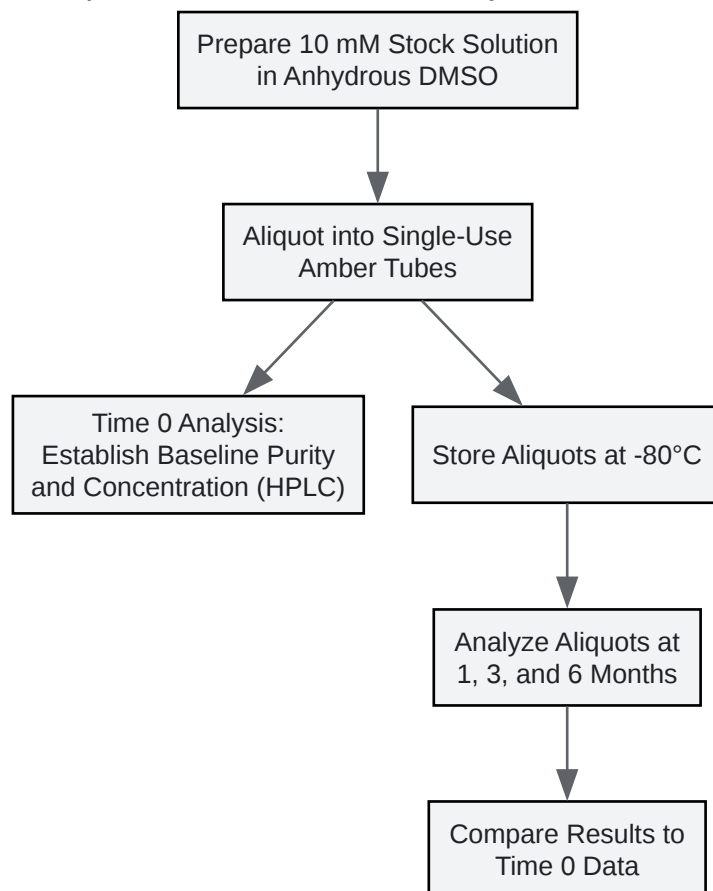 Prepare 10 mM Stock Solution
in Anhydrous DMSO
Aliquot into Single-Use
Amber Tubes
Time 0 Analysis:
Establish Baseline Purity
and Concentration (HPLC)
Store Aliquots at -80°C
Analyze Aliquots at
1, 3, and 6 Months
Compare Results to
Time 0 Data